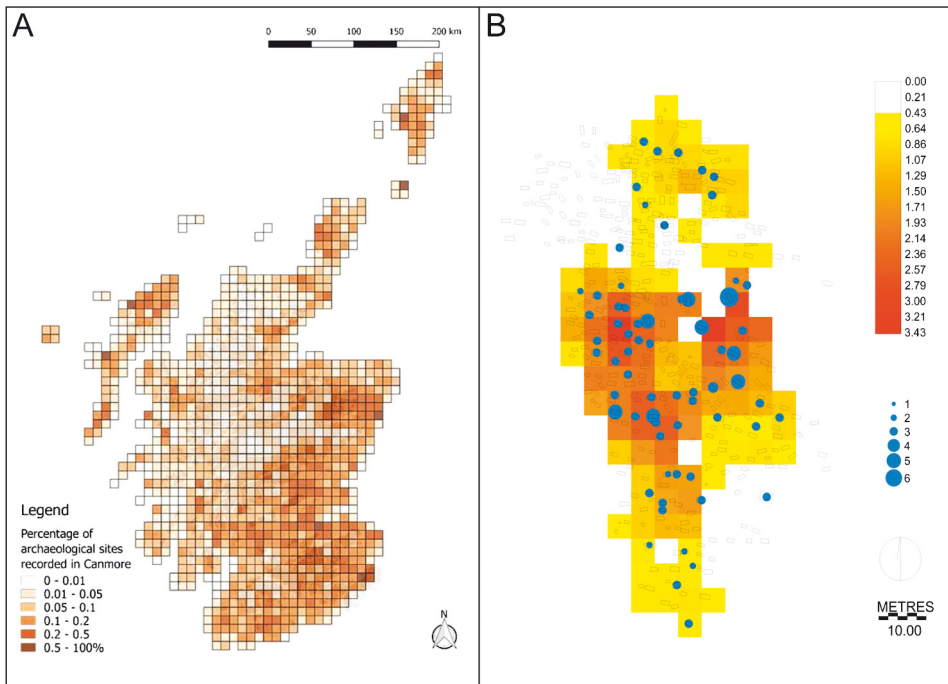 A
0 50 100 150 200 km
Legend
Percentage of
archaeological sites
recorded in Canmore
0 - 0.01
0.01 - 0.05
0.05 - 0.1
0.1 - 0.2
0.2 - 0.5
0.5 - 100%
N
B
0.00
0.21
0.43
0.64
0.86
1.07
1.29
1.50
1.71
1.93
2.14
2.36
2.57
2.79
3.00
3.21
3.43
1
2
3
4
5
6
METRES
10.00